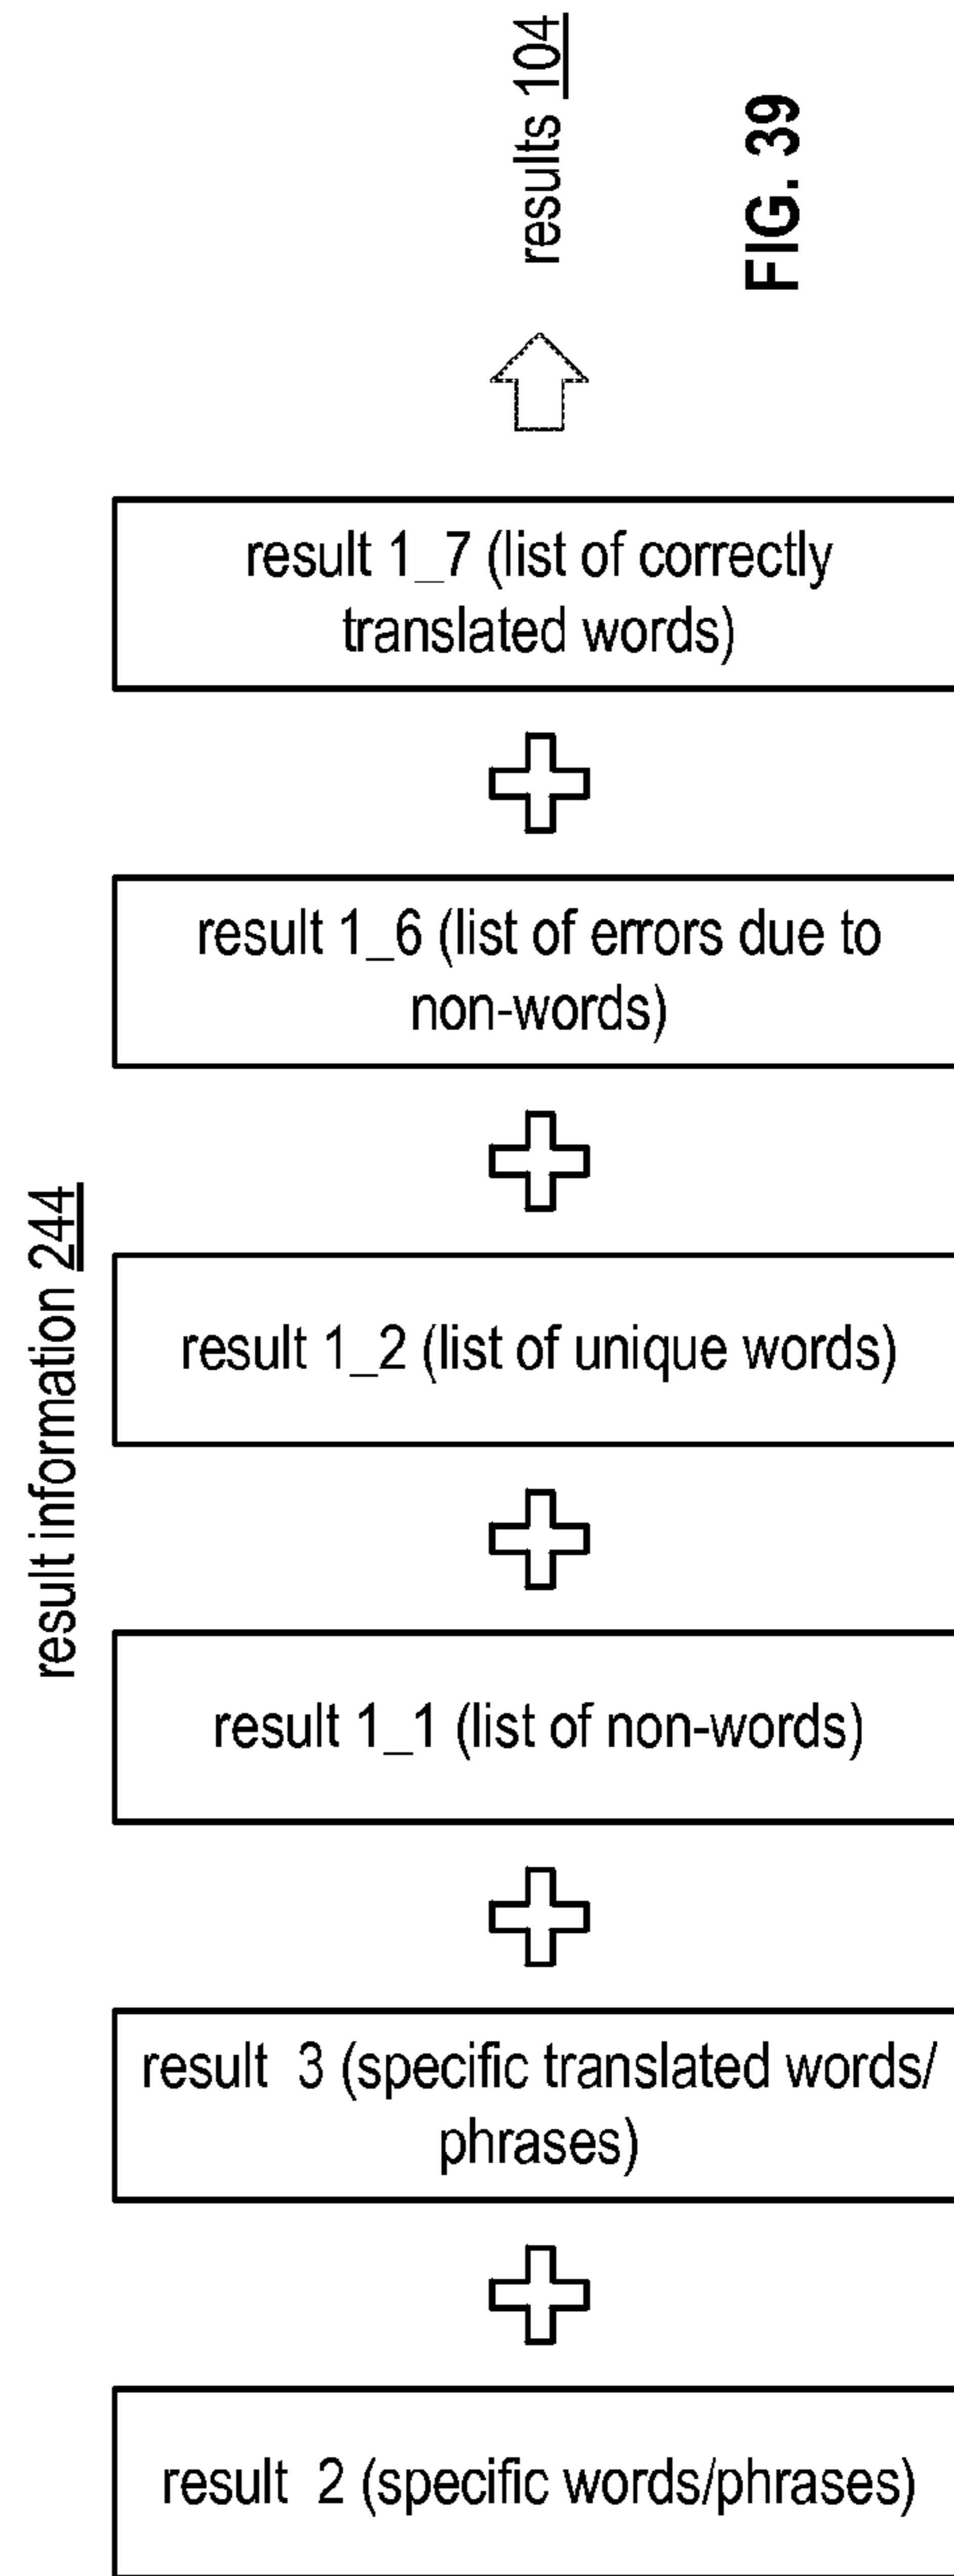 results 104
FIG. 39
result 1_7 (list of correctly
translated words)
result 1_6 (list of errors due to
non-words)
result information 244
result 1_2 (list of unique words)
result 1_1 (list of non-words)
result 3 (specific translated words/
phrases)
result 2 (specific words/phrases)